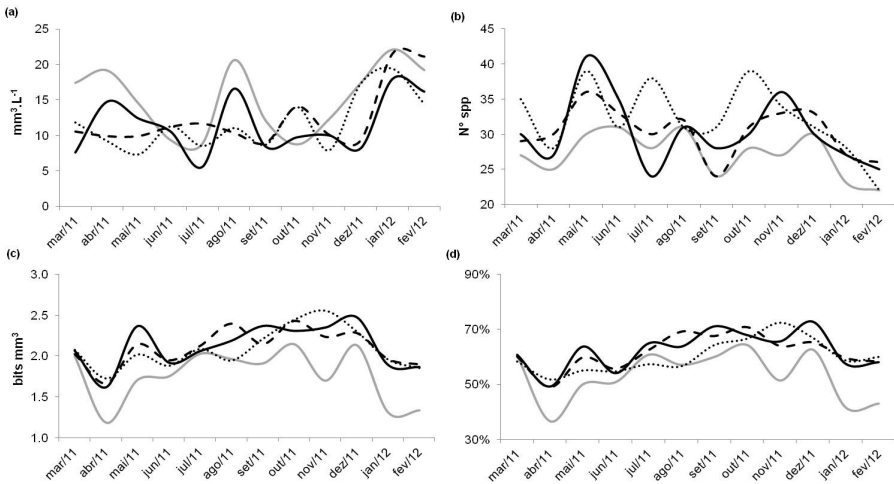 (a)
25
20
15
10
5
0
mm³.L-1
mar/11
abr/11
mai/11
jun/11
jul/11
ago/11
set/11
out/11
nov/11
dez/11
jan/12
fev/12
(b)
45
40
35
30
25
20
N° spp
mar/11
abr/11
mai/11
jun/11
jul/11
ago/11
set/11
out/11
nov/11
dez/11
jan/12
fev/12
(c)
3.0
2.5
2.0
1.5
1.0
bits mm³
mar/11
abr/11
mai/11
jun/11
jul/11
ago/11
set/11
out/11
nov/11
dez/11
jan/12
fev/12
(d)
90%
70%
50%
30%
mar/11
abr/11
mai/11
jun/11
jul/11
ago/11
set/11
out/11
nov/11
dez/11
jan/12
fev/12